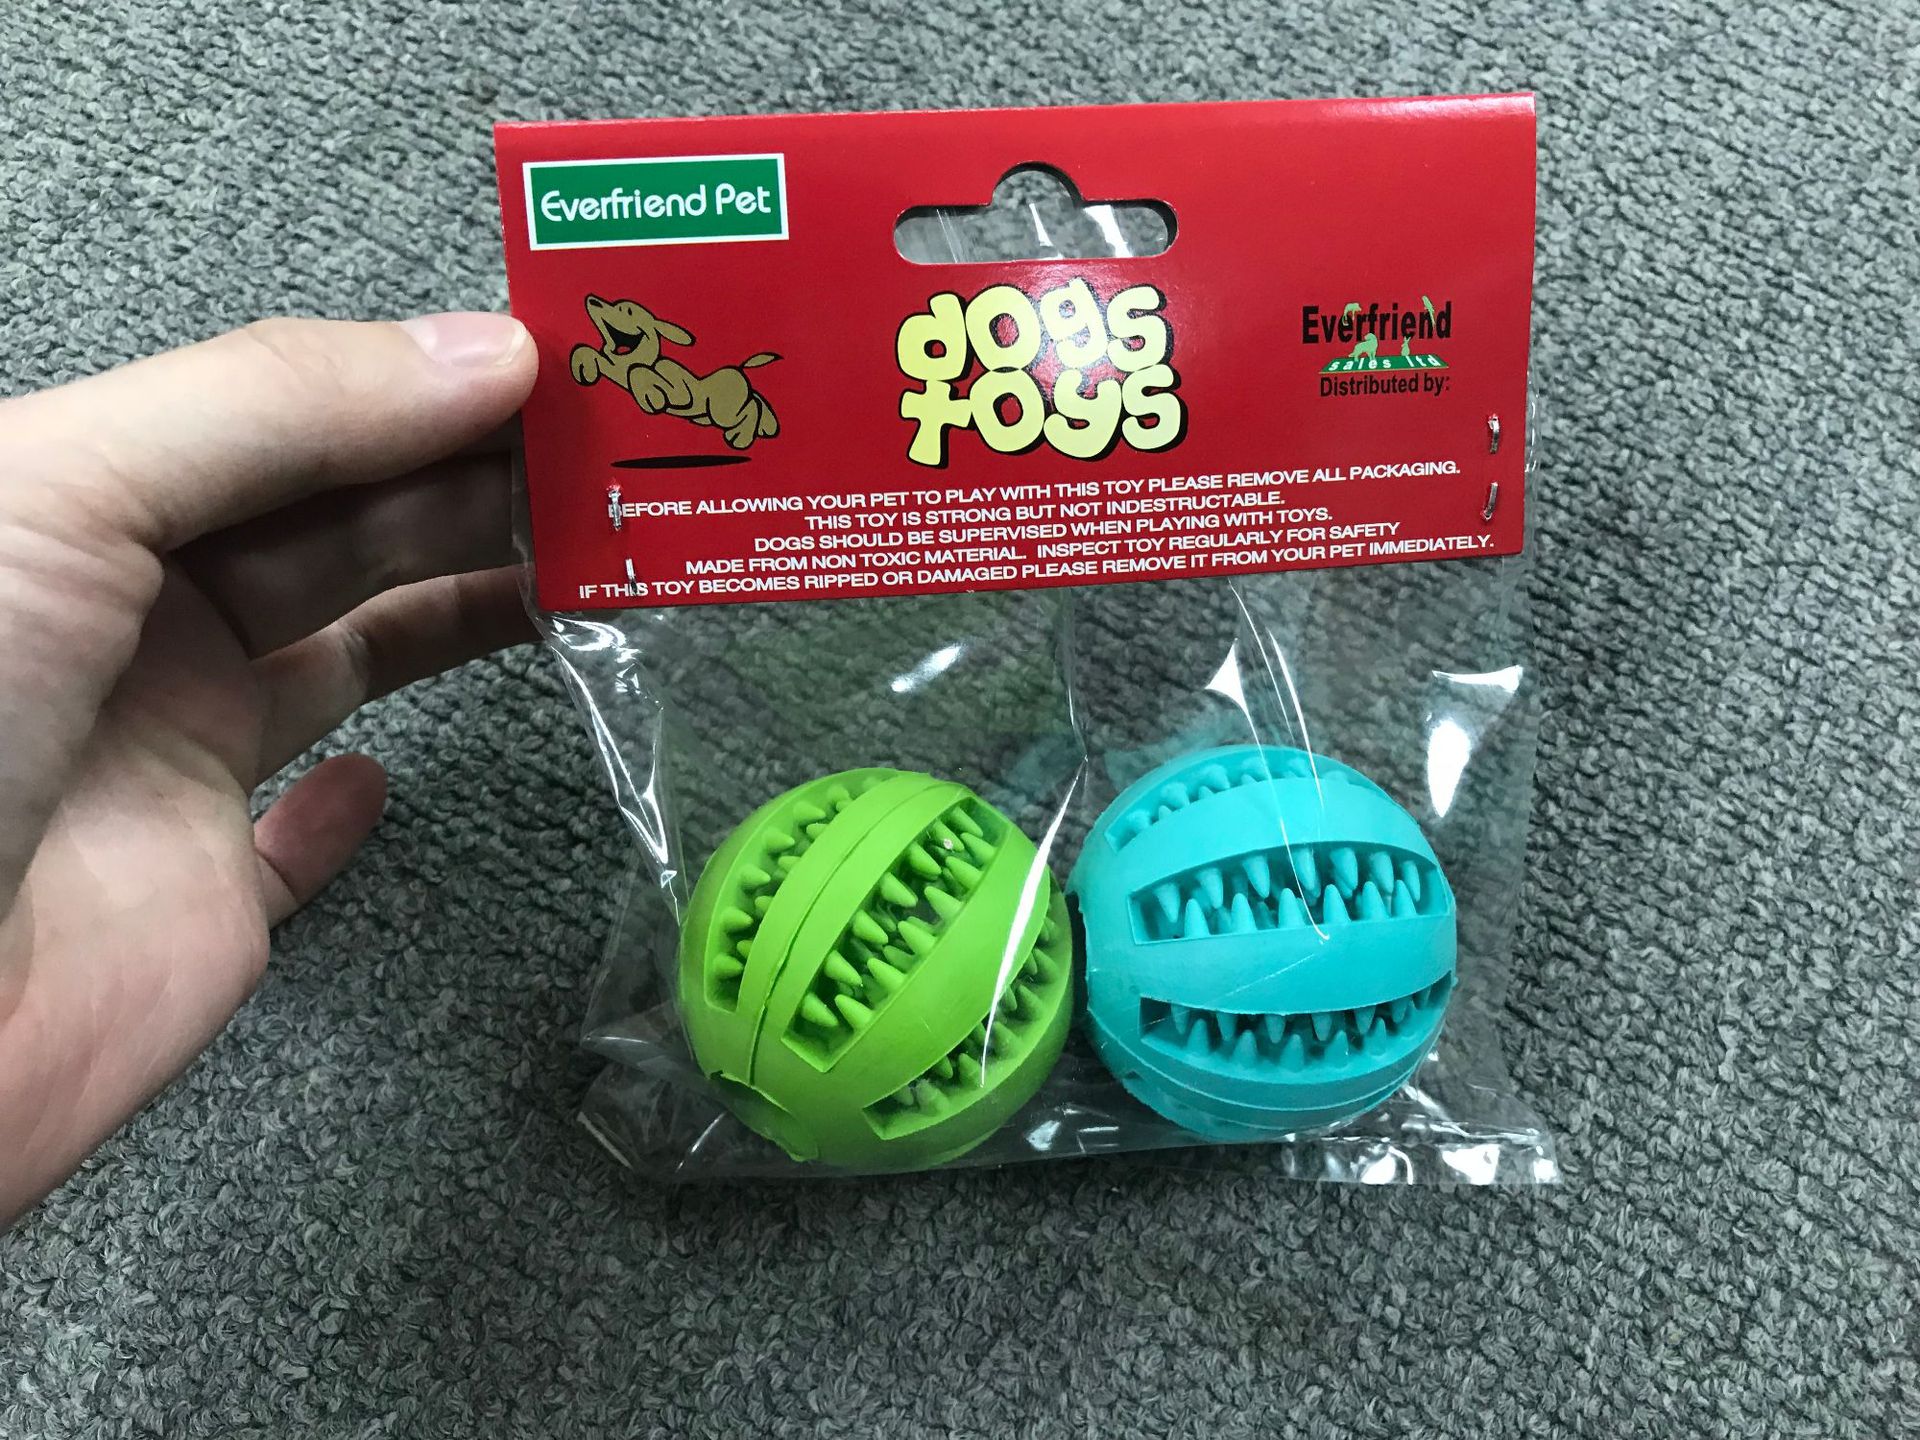 Everfriend Pet
dogs
toys
Everfriend
sales ltd
Distributed by:
BEFORE ALLOWING YOUR PET TO PLAY WITH THIS TOY PLEASE REMOVE ALL PACKAGING.
THIS TOY IS STRONG BUT NOT INDESTRUCTABLE.
DOGS SHOULD BE SUPERVISED WHEN PLAYING WITH TOYS.
MADE FROM NON TOXIC MATERIAL. INSPECT TOY REGULARLY FOR SAFETY
IF THIS TOY BECOMES RIPPED OR DAMAGED PLEASE REMOVE IT FROM YOUR PET IMMEDIATELY.